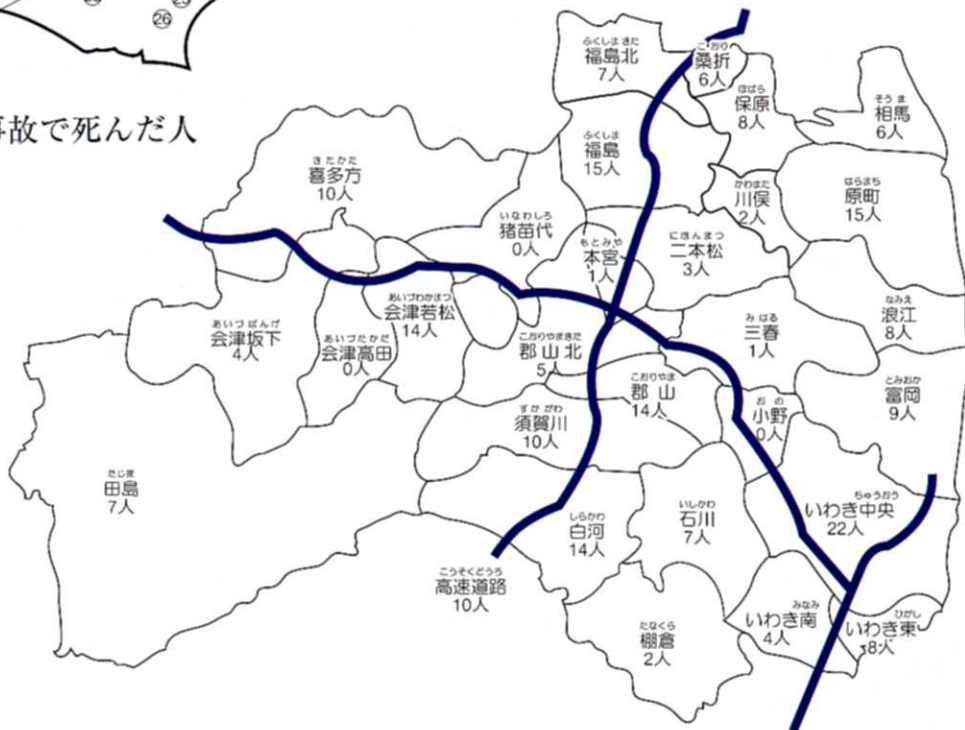 ㉖
事故で死んだ人
ふくしまきた
福島北
7人
こおり
桑折
6人
ほばら
保原
8人
そうま
相馬
6人
きたかた
喜多方
10人
ふくしま
福島
15人
かわまた
川俣
2人
はらまち
原町
15人
いなわしろ
猪苗代
0人
もとみや
本宮
1人
にほんまつ
二本松
3人
あいづばんげ
会津坂下
4人
あいづたかだ
会津高田
0人
あいづわかまつ
会津若松
14人
こおりやまきた
郡山北
5人
みはる
三春
1人
なみえ
浪江
8人
こおりやま
郡山
14人
おの
小野
0人
とみおか
富岡
9人
すかがわ
須賀川
10人
たじま
田島
7人
しらかわ
白河
14人
いしかわ
石川
7人
ちゅうおう
いわき中央
22人
こうそくどうろ
高速道路
10人
たなくら
棚倉
2人
みなみ
いわき南
4人
ひがし
いわき東
8人